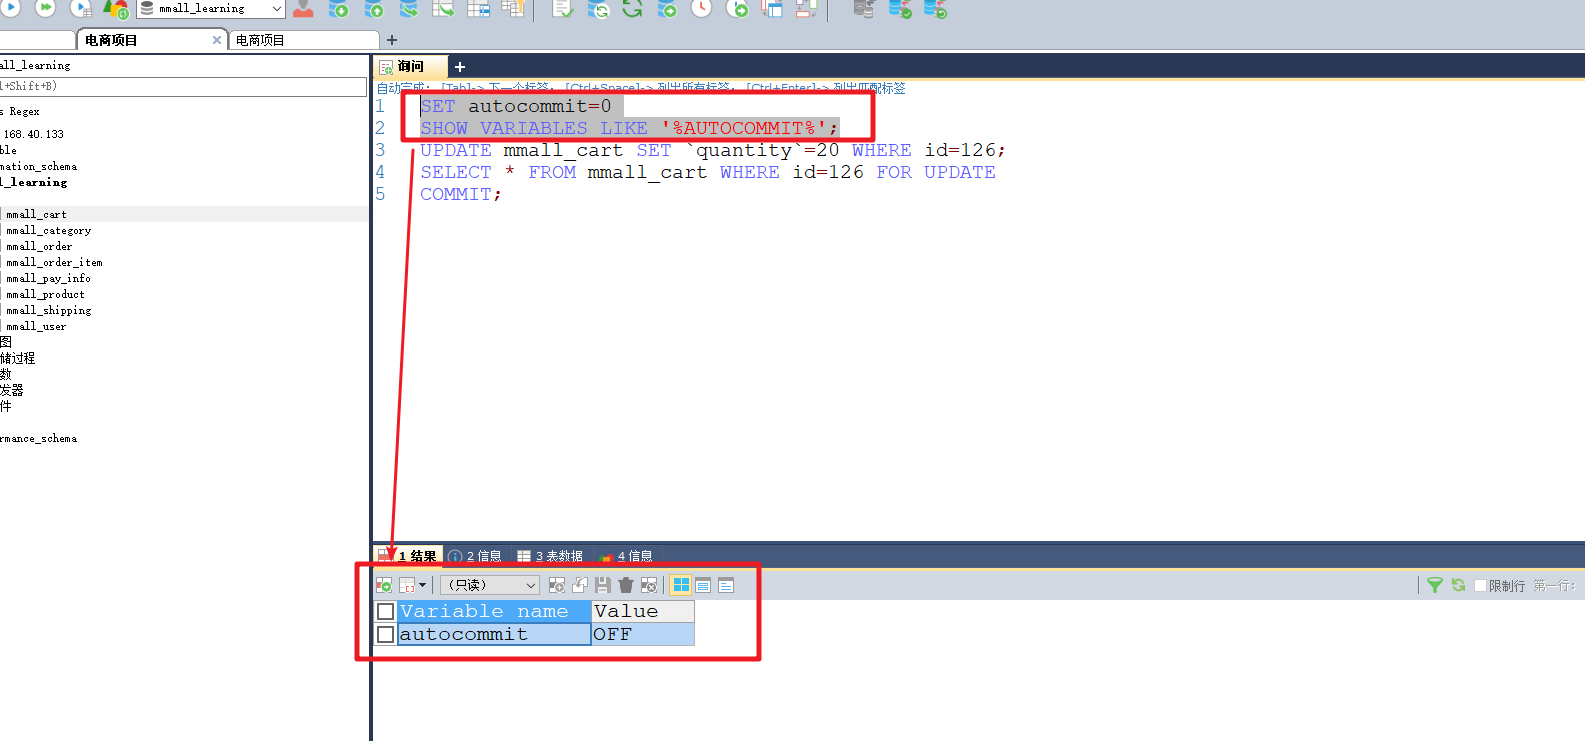 mmall_learning
电商项目
电商项目
all_learning
l+Shift+B)
s Regex
168.40.133
ble
mation_schema
l_learning
mmall_cart
mmall_category
mmall_order
mmall_order_item
mmall_pay_info
mmall_product
mmall_shipping
mmall_user
图
储过程
数
发器
件
rmance_schema
询问
自动完成: [Tab]-> 下一个标签, [Ctrl+Space]-> 列出所有标签, [Ctrl+Enter]-> 列出匹配标签
1 SET autocommit=0
2 SHOW VARIABLES LIKE '%AUTOCOMMIT%';
3 UPDATE mmall_cart SET `quantity`=20 WHERE id=126;
4 SELECT * FROM mmall_cart WHERE id=126 FOR UPDATE
5 COMMIT;
1 结果 2 信息 3 表数据 4 信息
(只读) 限制行 第一行:
Variable_name Value
autocommit OFF